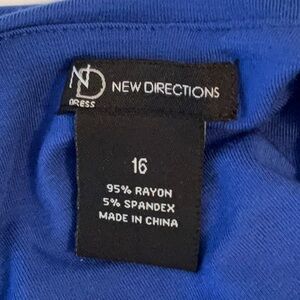 ND
DRESS
NEW DIRECTIONS
16
95% RAYON
5% SPANDEX
MADE IN CHINA